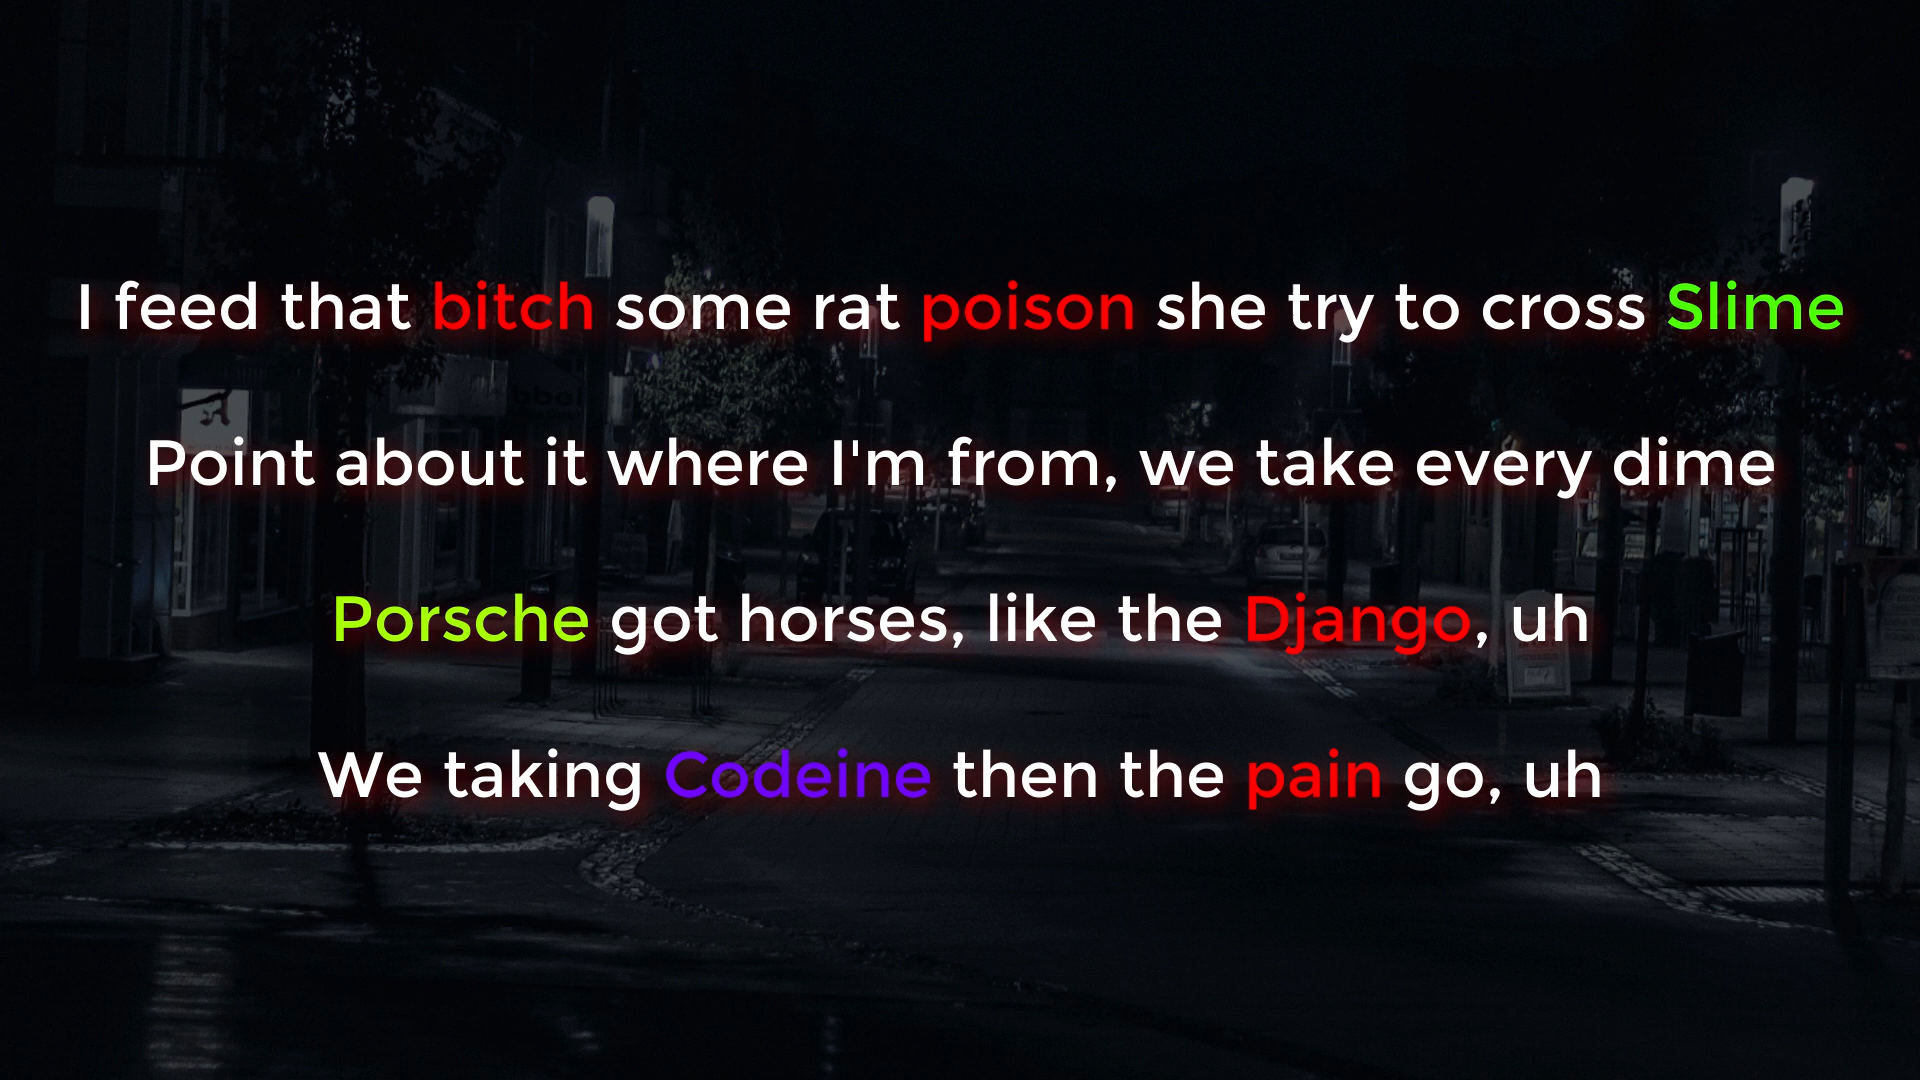 I feed that bitch some rat poison she try to cross Slime
Point about it where I'm from, we take every dime
Porsche got horses, like the Django, uh
We taking Codeine then the pain go, uh